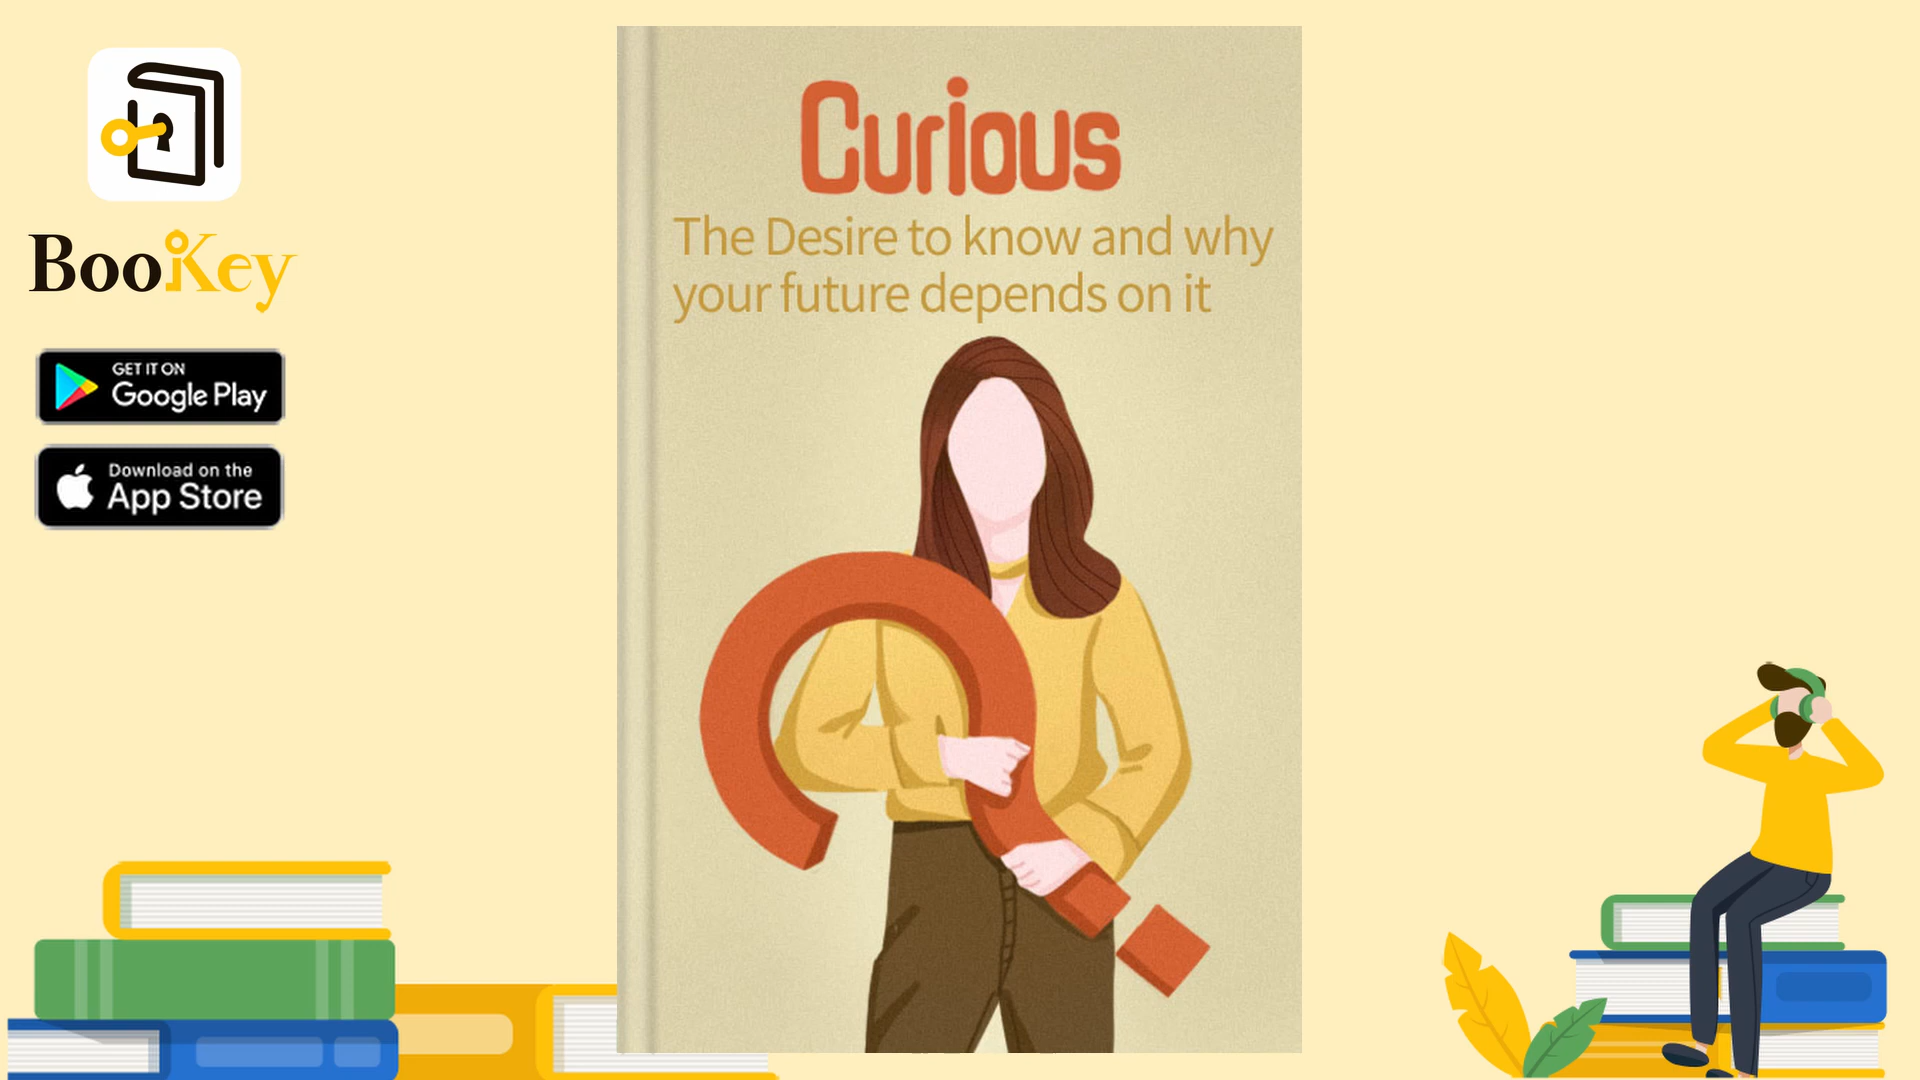 BooKey
GET IT ON
Google Play
Download on the
App Store
Curious
The Desire to know and why
your future depends on it